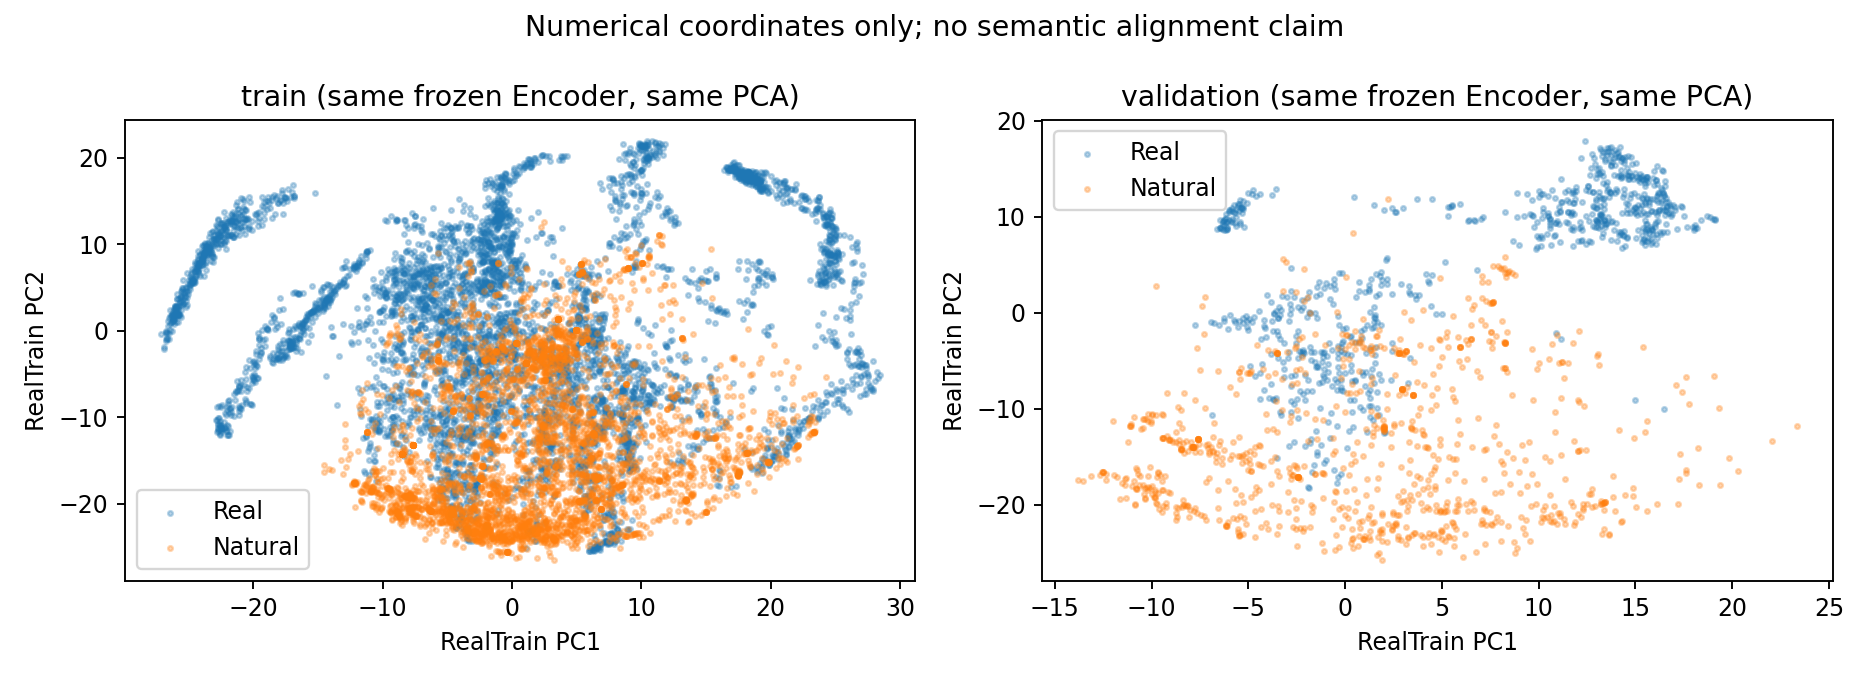 Numerical coordinates only; no semantic alignment claim
train (same frozen Encoder, same PCA)
RealTrain PC2
20
10
0
−10
−20
Real
Natural
−20
−10
0
10
20
30
RealTrain PC1
validation (same frozen Encoder, same PCA)
RealTrain PC2
20
10
0
−10
−20
Real
Natural
−15
−10
−5
0
5
10
15
20
25
RealTrain PC1